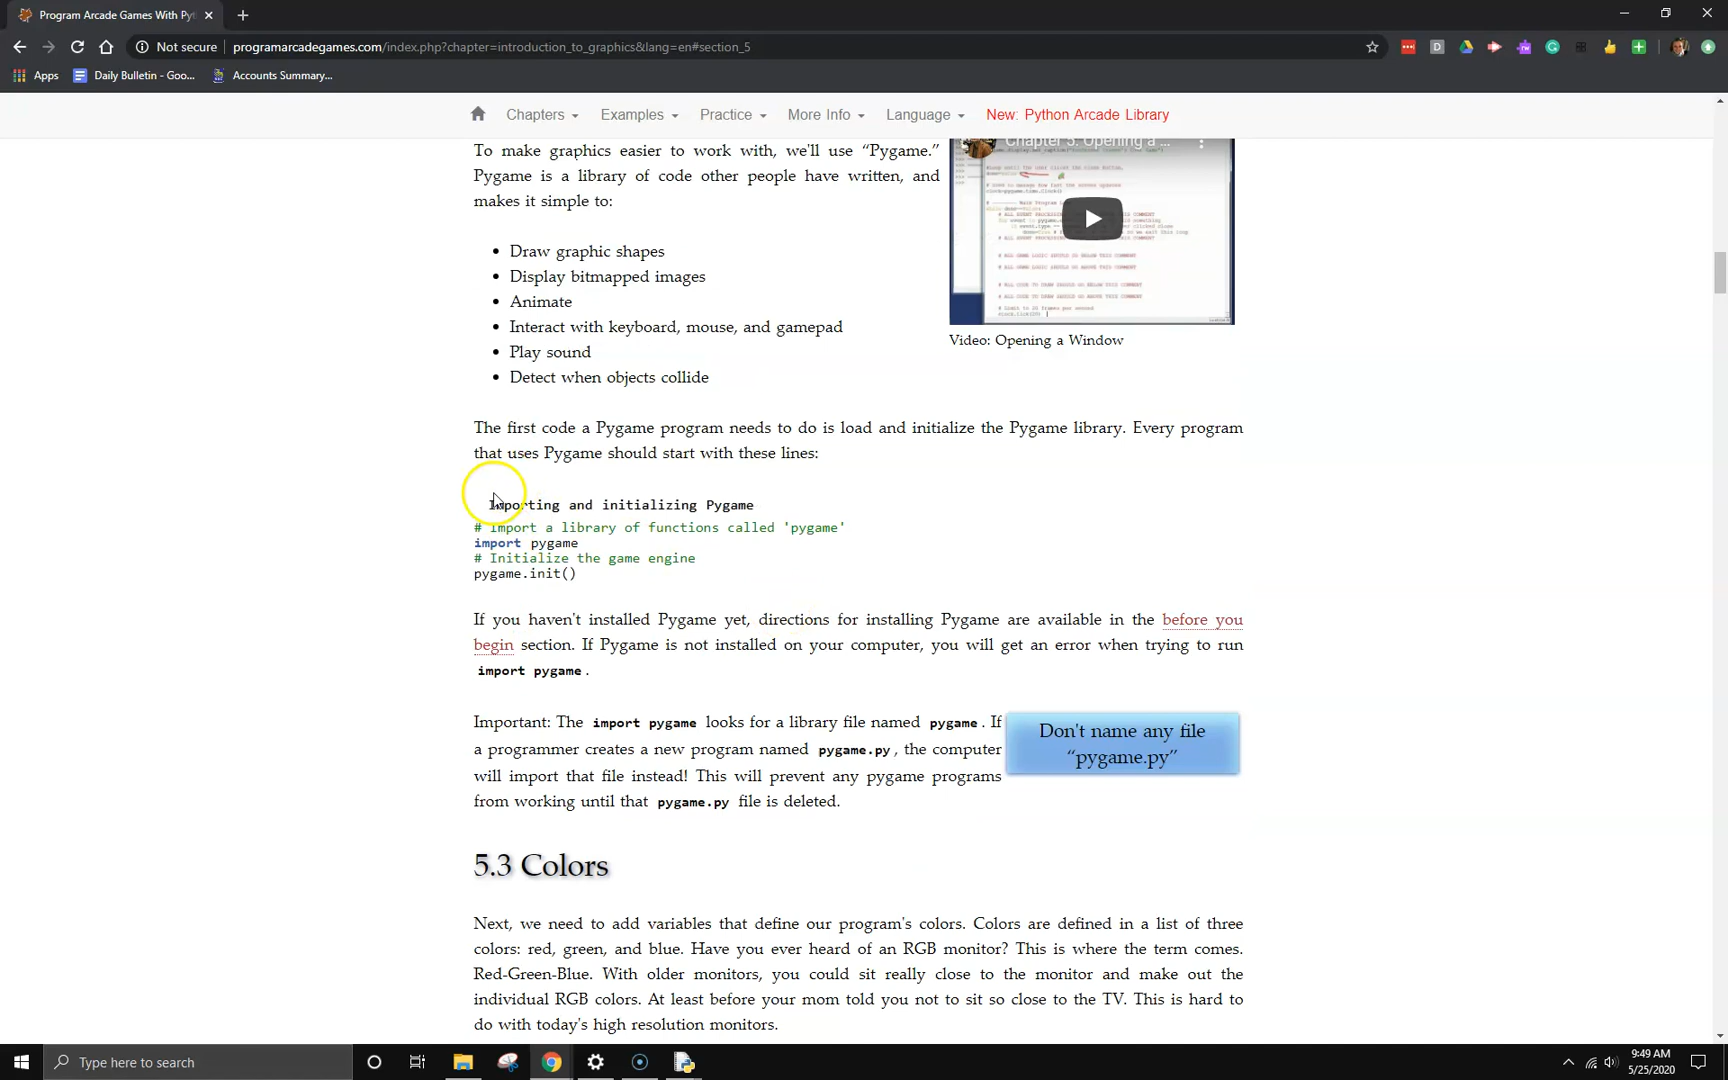 Program Arcade Games With Pyt
Not secure
programarcadegames.com/index.php?chapter=introduction_to_graphics&lang=en#section_5
Apps
Daily Bulletin - Goo...
Accounts Summary...
Chapters
Examples
Practice
More Info
Language
New: Python Arcade Library
To make graphics easier to work with, we'll use “Pygame.”
Pygame is a library of code other people have written, and
makes it simple to:
Draw graphic shapes
Display bitmapped images
Animate
Interact with keyboard, mouse, and gamepad
Play sound
Detect when objects collide
Chapter 5: Opening a ...
Video: Opening a Window
The first code a Pygame program needs to do is load and initialize the Pygame library. Every program
that uses Pygame should start with these lines:
Importing and initializing Pygame
# Import a library of functions called 'pygame'
import pygame
# Initialize the game engine
pygame.init()
If you haven't installed Pygame yet, directions for installing Pygame are available in the before you
begin section. If Pygame is not installed on your computer, you will get an error when trying to run
import pygame.
Important: The import pygame looks for a library file named pygame. If
a programmer creates a new program named pygame.py, the computer
will import that file instead! This will prevent any pygame programs
from working until that pygame.py file is deleted.
Don't name any file
“pygame.py”
5.3 Colors
Next, we need to add variables that define our program's colors. Colors are defined in a list of three
colors: red, green, and blue. Have you ever heard of an RGB monitor? This is where the term comes.
Red-Green-Blue. With older monitors, you could sit really close to the monitor and make out the
individual RGB colors. At least before your mom told you not to sit so close to the TV. This is hard to
do with today's high resolution monitors.
Type here to search
9:49 AM
5/25/2020